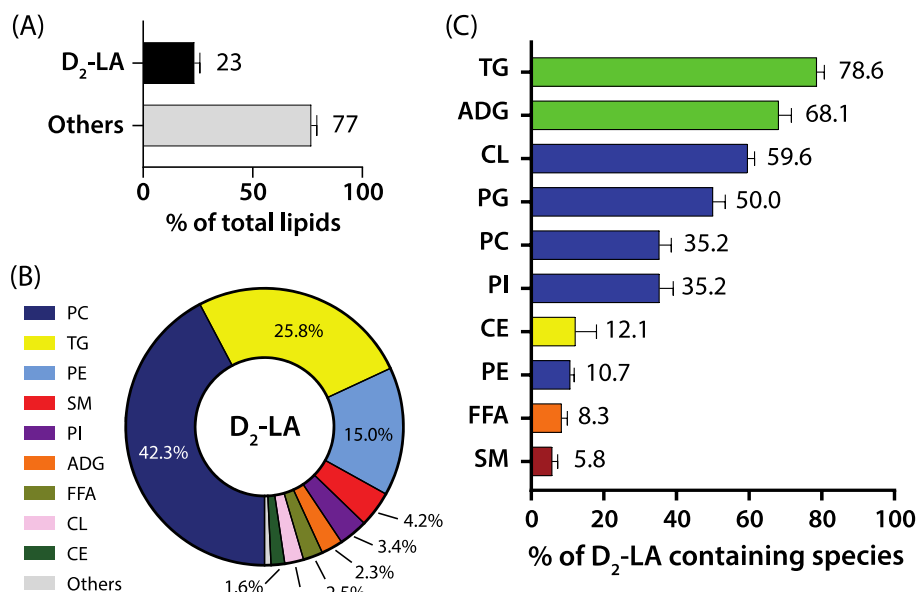 (A)
D₂-LA 23
Others 77
0 50 100
% of total lipids
(B)
PC
TG
PE
SM
PI
ADG
FFA
CL
CE
Others
25.8%
15.0%
42.3%
D₂-LA
4.2%
3.4%
2.3%
1.6%
(C)
TG 78.6
ADG 68.1
CL 59.6
PG 50.0
PC 35.2
PI 35.2
CE 12.1
PE 10.7
FFA 8.3
SM 5.8
0 20 40 60 80 100
% of D₂-LA containing species